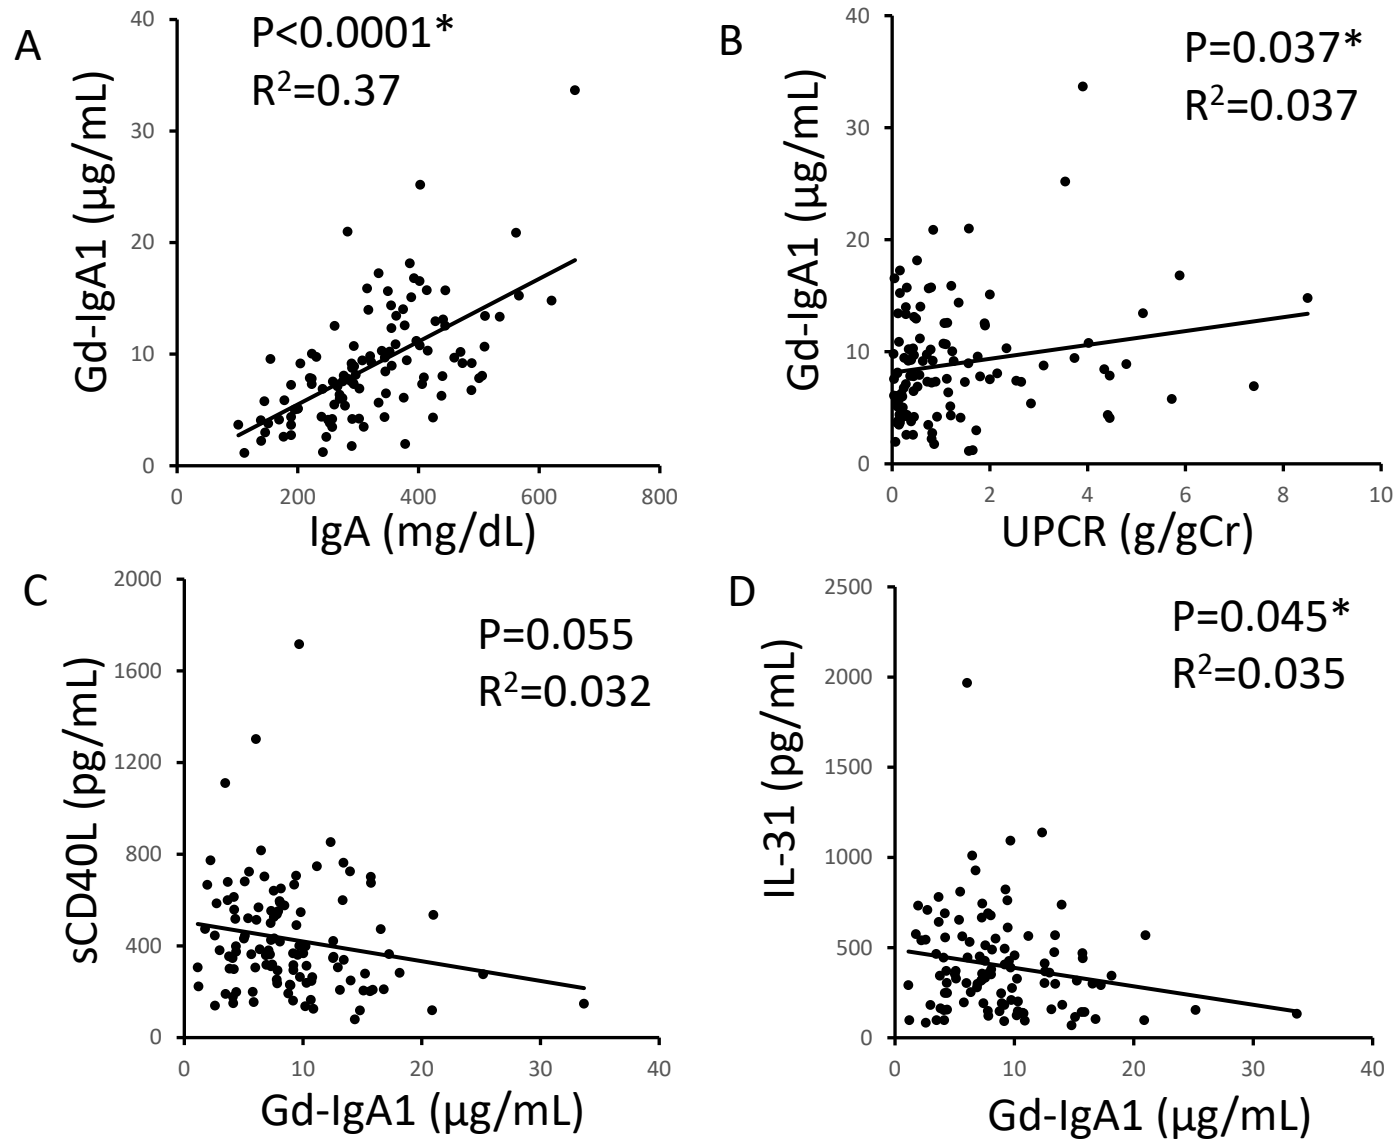 A
P<0.0001*
R²=0.37
Gd-IgA1 (μg/mL)
40
30
20
10
0
0 200 400 600 800
IgA (mg/dL)
B
P=0.037*
R²=0.037
Gd-IgA1 (μg/mL)
40
30
20
10
0
0 2 4 6 8 10
UPCR (g/gCr)
C
P=0.055
R²=0.032
sCD40L (pg/mL)
2000
1600
1200
800
400
0
0 10 20 30 40
Gd-IgA1 (μg/mL)
D
P=0.045*
R²=0.035
IL-31 (pg/mL)
2500
2000
1500
1000
500
0
0 10 20 30 40
Gd-IgA1 (μg/mL)